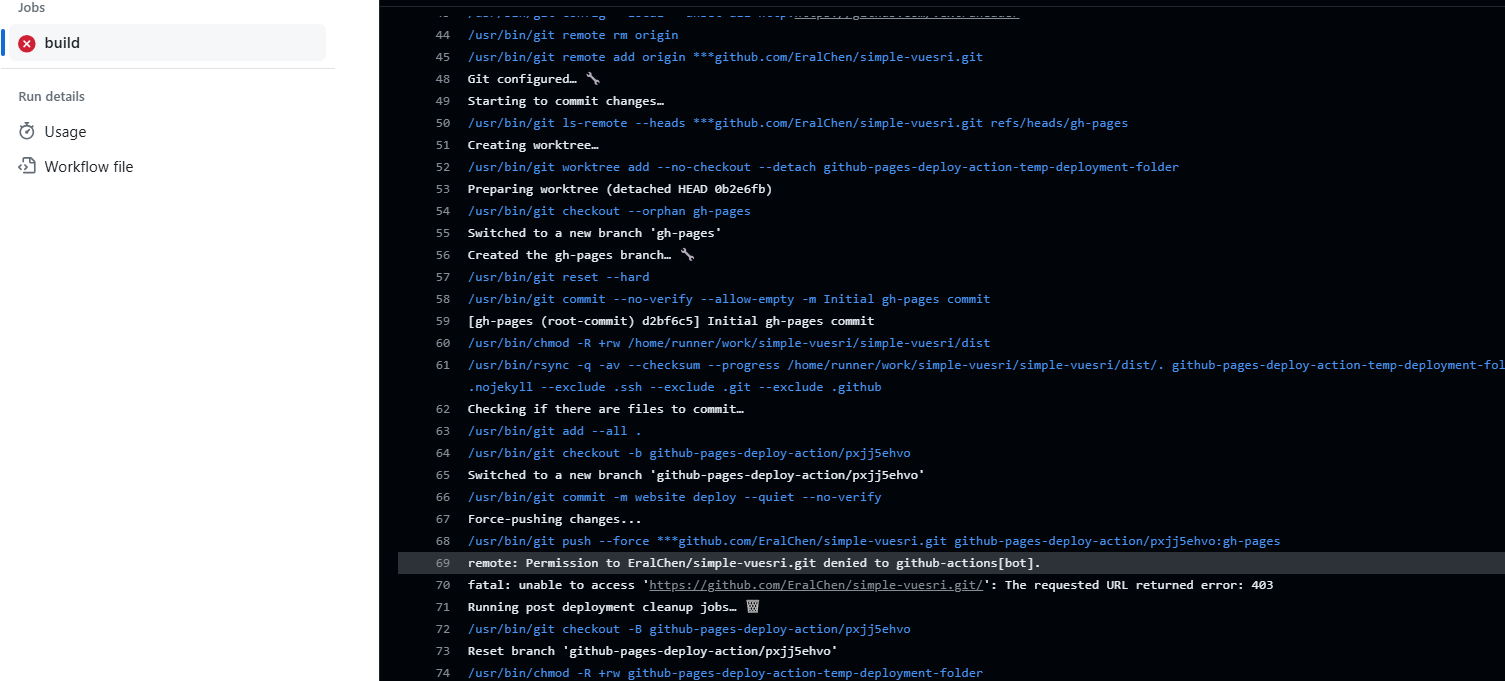 Jobs
build
Run details
Usage
Workflow file
44 /usr/bin/git remote rm origin
45 /usr/bin/git remote add origin ***github.com/EralChen/simple-vuesri.git
48 Git configured… 🔧
49 Starting to commit changes…
50 /usr/bin/git ls-remote --heads ***github.com/EralChen/simple-vuesri.git refs/heads/gh-pages
51 Creating worktree…
52 /usr/bin/git worktree add --no-checkout --detach github-pages-deploy-action-temp-deployment-folder
53 Preparing worktree (detached HEAD 0b2e6fb)
54 /usr/bin/git checkout --orphan gh-pages
55 Switched to a new branch 'gh-pages'
56 Created the gh-pages branch… 🔧
57 /usr/bin/git reset --hard
58 /usr/bin/git commit --no-verify --allow-empty -m Initial gh-pages commit
59 [gh-pages (root-commit) d2bf6c5] Initial gh-pages commit
60 /usr/bin/chmod -R +rw /home/runner/work/simple-vuesri/simple-vuesri/dist
61 /usr/bin/rsync -q -av --checksum --progress /home/runner/work/simple-vuesri/simple-vuesri/dist/. github-pages-deploy-action-temp-deployment-fol
.nojekyll --exclude .ssh --exclude .git --exclude .github
62 Checking if there are files to commit…
63 /usr/bin/git add --all .
64 /usr/bin/git checkout -b github-pages-deploy-action/pxjj5ehvo
65 Switched to a new branch 'github-pages-deploy-action/pxjj5ehvo'
66 /usr/bin/git commit -m website deploy --quiet --no-verify
67 Force-pushing changes...
68 /usr/bin/git push --force ***github.com/EralChen/simple-vuesri.git github-pages-deploy-action/pxjj5ehvo:gh-pages
69 remote: Permission to EralChen/simple-vuesri.git denied to github-actions[bot].
70 fatal: unable to access 'https://github.com/EralChen/simple-vuesri.git/': The requested URL returned error: 403
71 Running post deployment cleanup jobs… 🗑️
72 /usr/bin/git checkout -B github-pages-deploy-action/pxjj5ehvo
73 Reset branch 'github-pages-deploy-action/pxjj5ehvo'
74 /usr/bin/chmod -R +rw github-pages-deploy-action-temp-deployment-folder